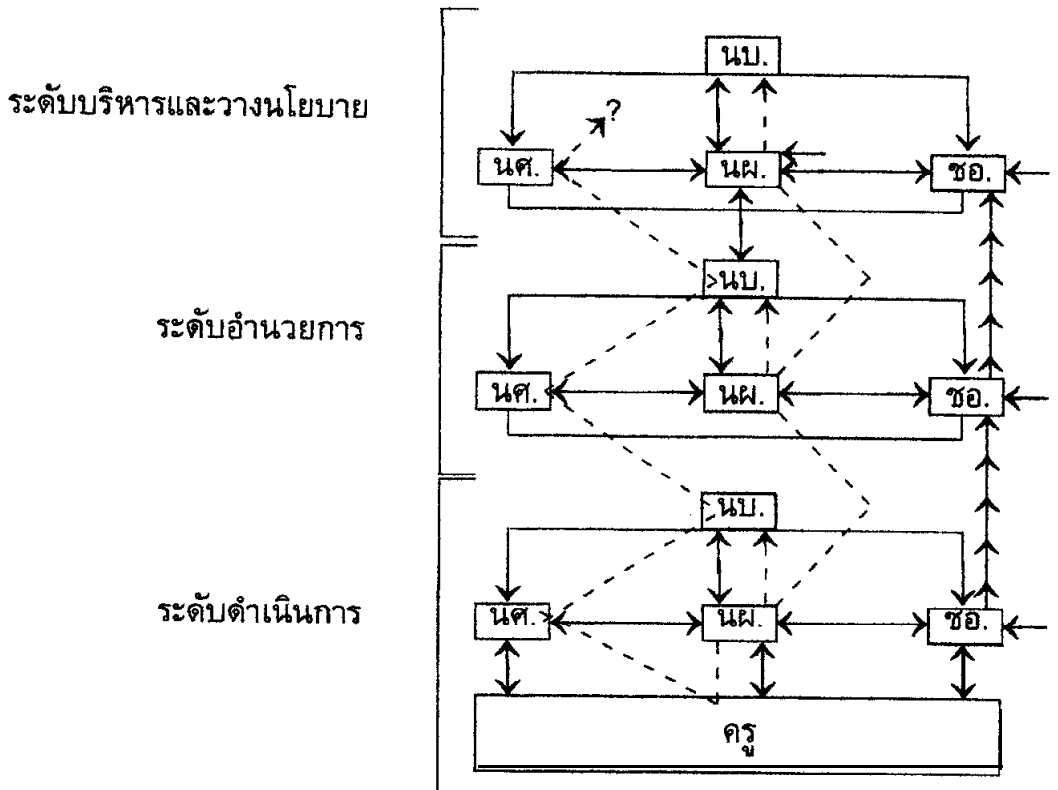 นบ.
ระดับบริหารและวางนโยบาย
?
นศ. นผ. ชอ.
นบ.
ระดับอำนวยการ
นศ. นผ. ชอ.
นบ.
ระดับดำเนินการ
นศ. นผ. ชอ.
ครู